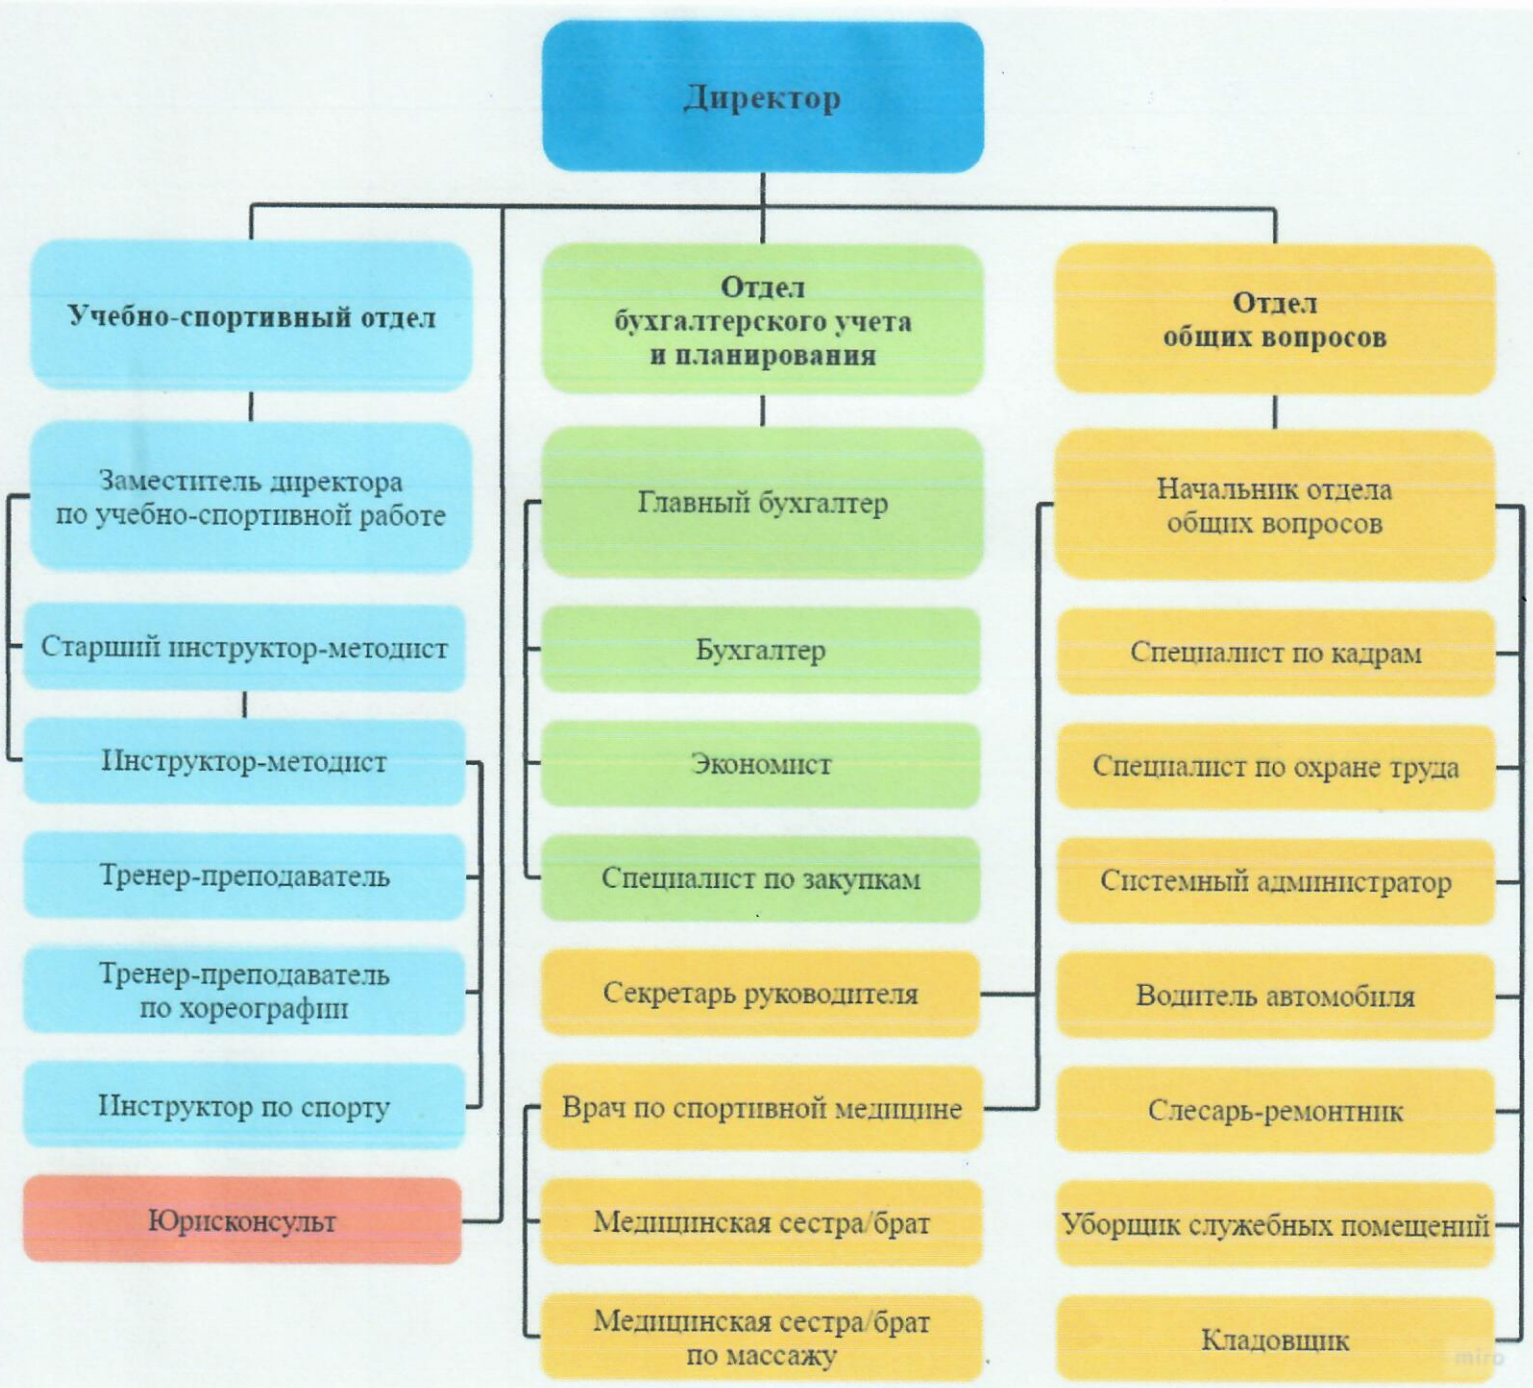 Директор
Учебно-спортивный отдел
Заместитель директора
по учебно-спортивной работе
Старший инструктор-методист
Инструктор-методист
Тренер-преподаватель
Тренер-преподаватель
по хореографии
Инструктор по спорту
Юрисконсульт
Отдел
бухгалтерского учета
и планирования
Главный бухгалтер
Бухгалтер
Экономист
Специалист по закупкам
Секретарь руководителя
Врач по спортивной медицине
Медицинская сестра/брат
Медицинская сестра/брат
по массажу
Отдел
общих вопросов
Начальник отдела
общих вопросов
Специалист по кадрам
Специалист по охране труда
Системный администратор
Водитель автомобиля
Слесарь-ремонтник
Уборщик служебных помещений
Кладовщик
miro